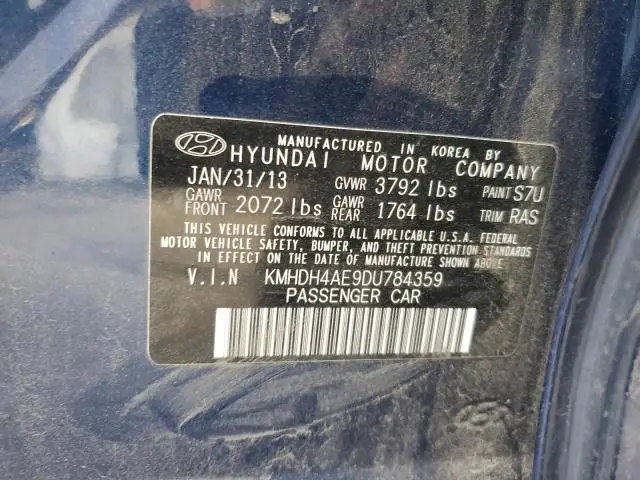 MANUFACTURED IN KOREA BY
HYUNDAI MOTOR COMPANY
JAN/31/13 GVWR 3792 lbs PAINT S7U
GAWR FRONT 2072 lbs GAWR REAR 1764 lbs TRIM RAS
THIS VEHICLE CONFORMS TO ALL APPLICABLE U.S.A. FEDERAL
MOTOR VEHICLE SAFETY, BUMPER, AND THEFT PREVENTION STANDARDS
IN EFFECT ON THE DATE OF MANUFACTURE SHOWN ABOVE.
V.I.N KMHDH4AE9DU784359
PASSENGER CAR